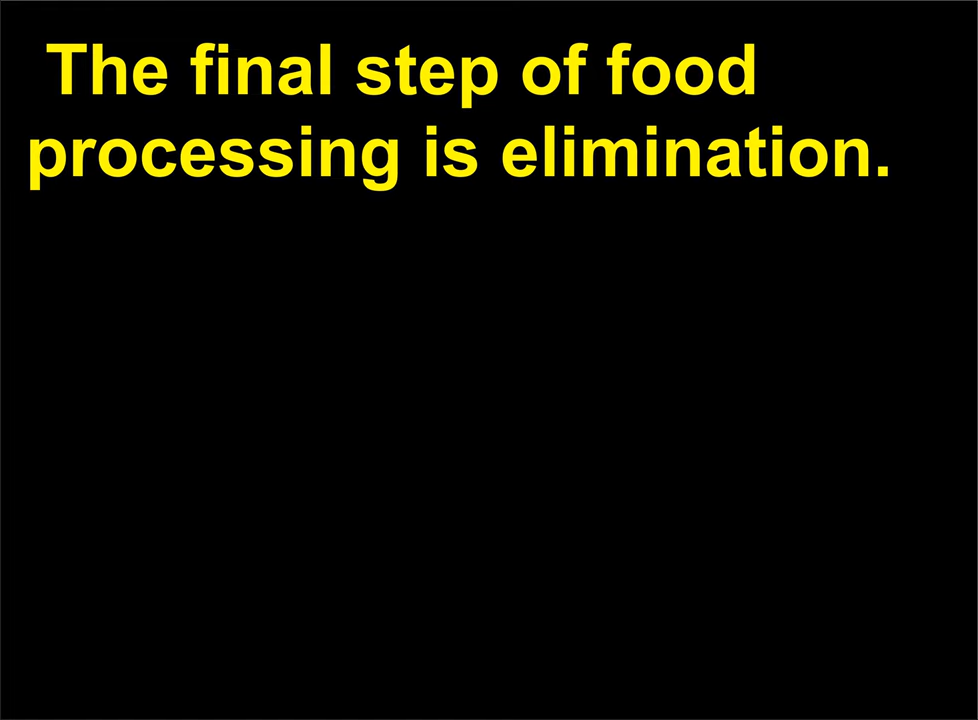 The final step of food
processing is elimination.